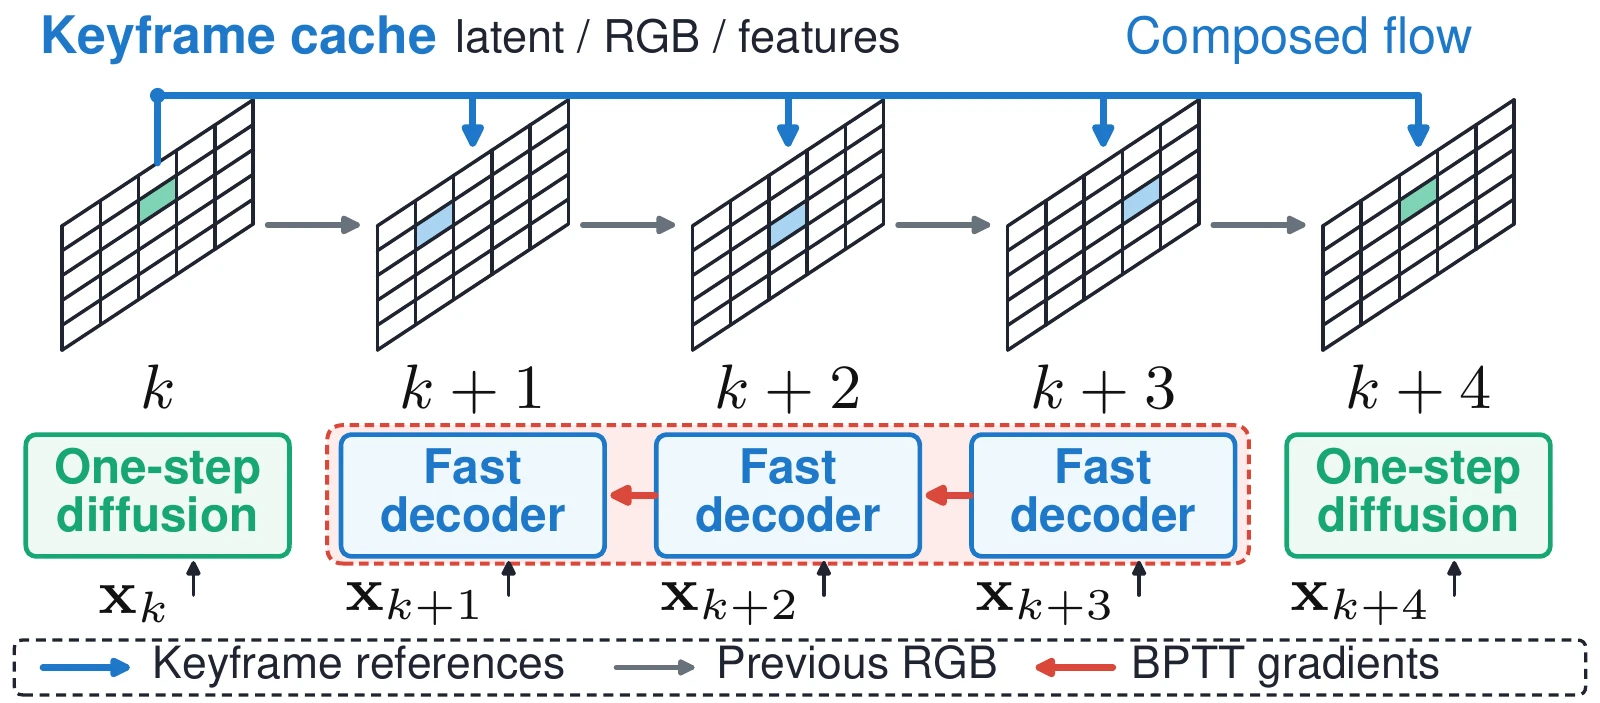 Keyframe cache latent / RGB / features Composed flow
k k + 1 k + 2 k + 3 k + 4
One-step diffusion
Fast decoder
Fast decoder
Fast decoder
One-step diffusion
x_k x_{k+1} x_{k+2} x_{k+3} x_{k+4}
Keyframe references Previous RGB BPTT gradients